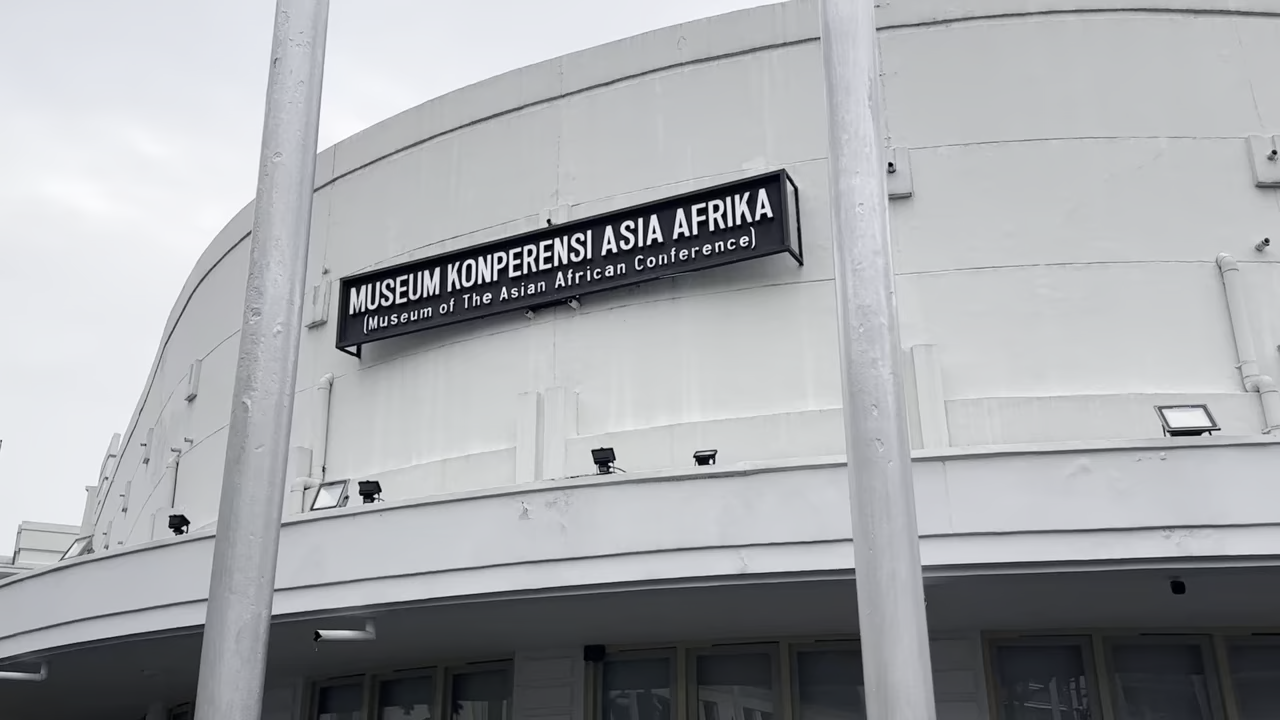 MUSEUM KONPERENSI ASIA AFRIKA
(Museum of The Asian African Conference)